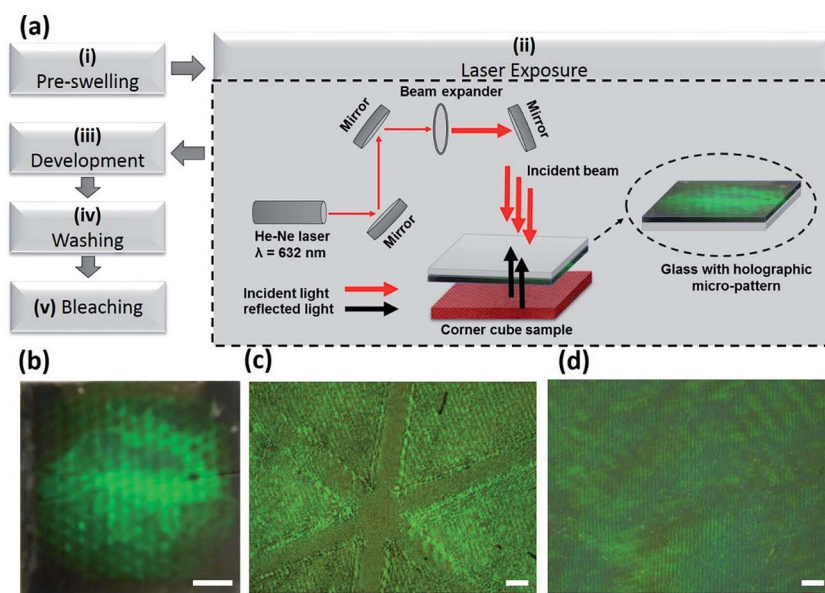 (a)
(i)
Pre-swelling
(ii)
Laser Exposure
(iii)
Development
(iv)
Washing
(v) Bleaching
Beam expander
Mirror
Mirror
Incident beam
He-Ne laser
λ = 632 nm
Mirror
Glass with holographic
micro-pattern
Incident light
reflected light
Corner cube sample
(b)
(c)
(d)